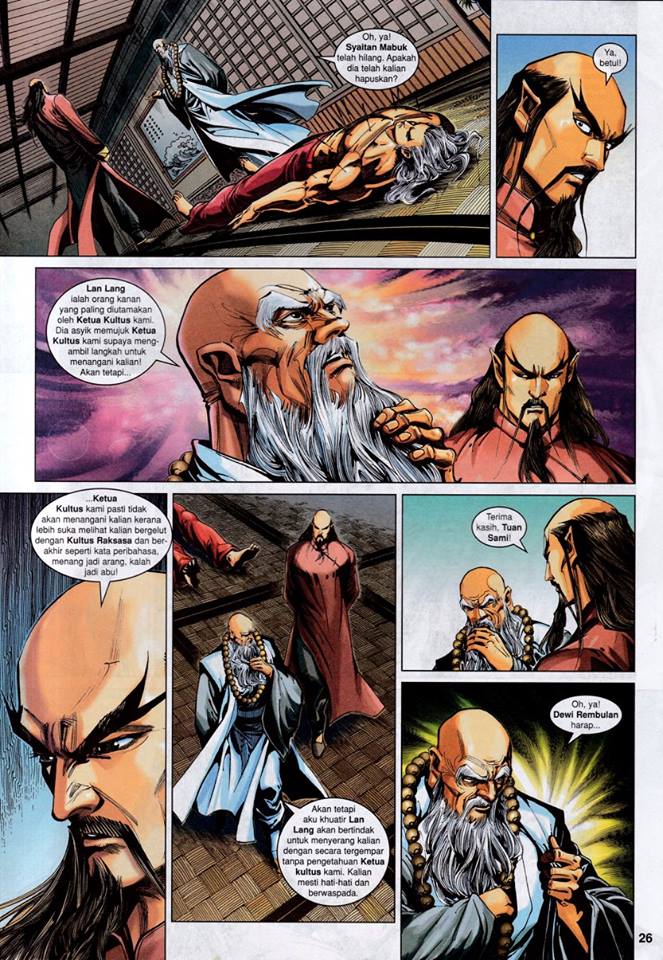 Oh, ya!
Syaitan Mabuk
telah hilang. Apakah
dia telah kalian
hapuskan?
Ya,
betul!
Lan Lang
ialah orang kanan
yang paling diutamakan
oleh Ketua Kultus kami.
Dia asyik memujuk Ketua
Kultus kami supaya meng-
ambil langkah untuk
menangani kalian!
Akan tetapi...
...Ketua
Kultus kami pasti tidak
akan menangani kalian kerana
lebih suka melihat kalian bergelut
dengan Kultus Raksasa dan ber-
akhir seperti kata peribahasa,
menang jadi arang, kalah
jadi abu!
Akan tetapi
aku khuatir Lan
Lang akan bertindak
untuk menyerang kalian
dengan secara tergempar
tanpa pengetahuan Ketua
kultus kami. Kalian
mesti hati-hati dan
berwaspada.
Terima
kasih, Tuan
Sami!
Oh, ya!
Dewi Rembulan
harap...
26